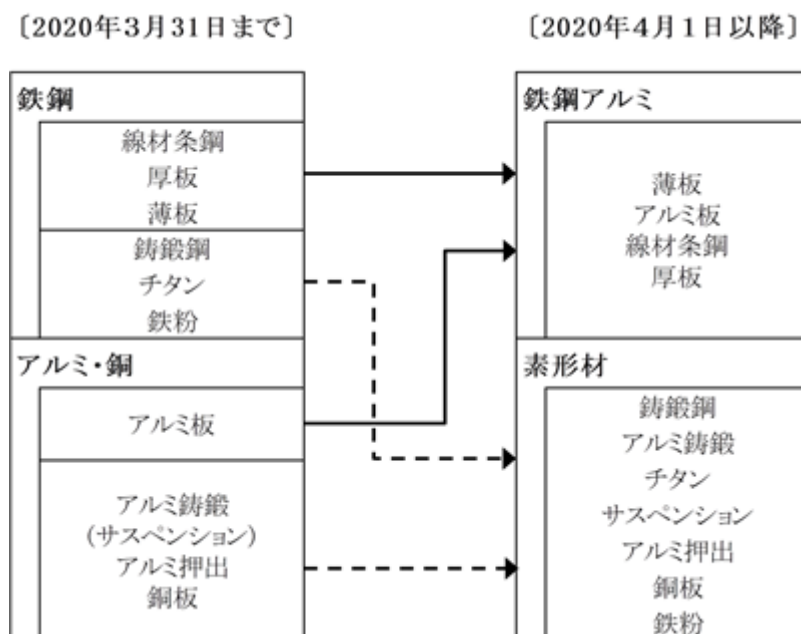 〔2020年3月31日まで〕
鉄鋼
線材条鋼
厚板
薄板
鋳鍛鋼
チタン
鉄粉
アルミ・銅
アルミ板
アルミ鋳鍛
(サスペンション)
アルミ押出
銅板
〔2020年4月1日以降〕
鉄鋼アルミ
薄板
アルミ板
線材条鋼
厚板
素形材
鋳鍛鋼
アルミ鋳鍛
チタン
サスペンション
アルミ押出
銅板
鉄粉